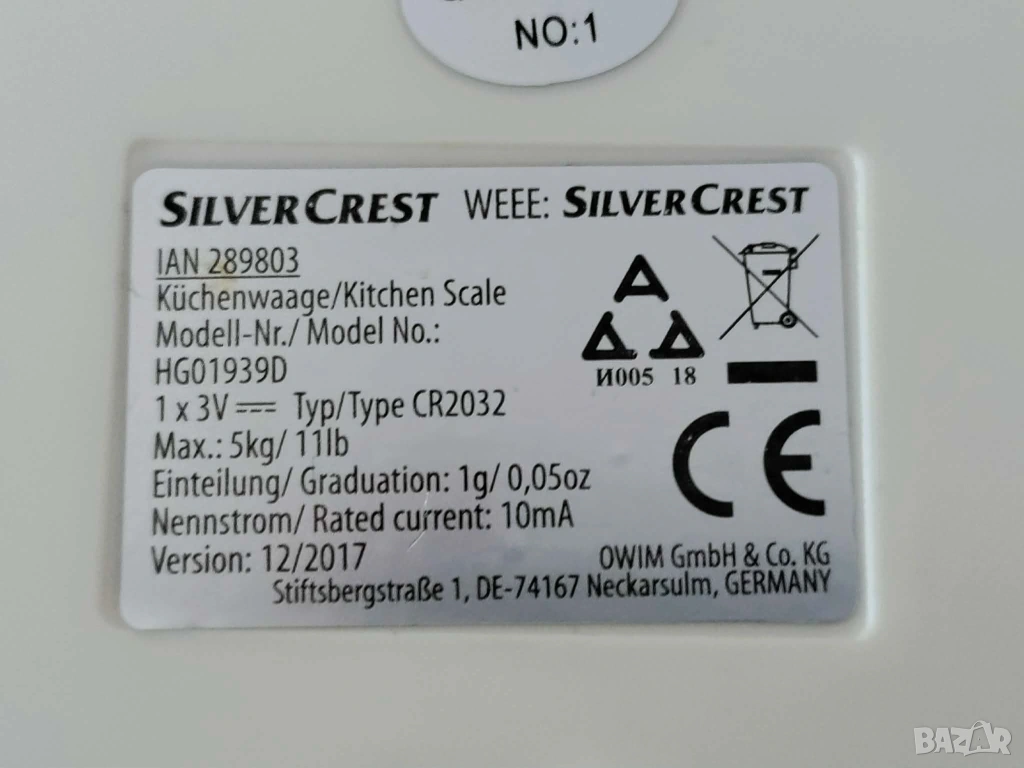 NO:1
SILVERCREST WEEE: SILVERCREST
IAN 289803
Küchenwaage/Kitchen Scale
Modell-Nr./ Model No.:
HG01939D
1 x 3V Typ/Type CR2032
Max.: 5kg/ 11lb
Einteilung/ Graduation: 1g/ 0,05oz
Nennstrom/ Rated current: 10mA
Version: 12/2017
И005 18
CE
OWIM GmbH & Co. KG
Stiftsbergstraße 1, DE-74167 Neckarsulm, GERMANY
BAZAR